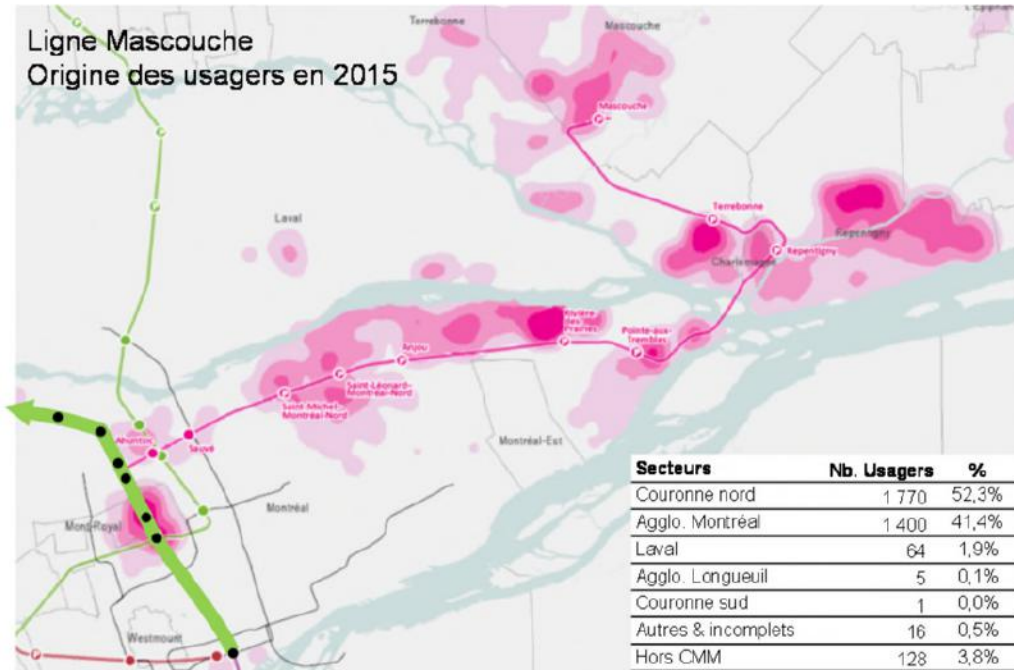 Ligne Mascouche
Origine des usagers en 2015
Terrebonne
Mascouche
Mascouche
Laval
Terrebonne
Repentigny
Charlemagne
Repentigny
Rivière
des
Prairies
Pointe-aux-
Trembles
Anjou
Saint-Léonard–
Montréal-Nord
Saint-Michel–
Montréal-Nord
Ahuntsic
Sauvé
Montréal-Est
Mont-Royal
Montréal
Westmount
Secteurs Nb. Usagers %
Couronne nord 1 770 52,3%
Agglo. Montréal 1 400 41,4%
Laval 64 1,9%
Agglo. Longueuil 5 0,1%
Couronne sud 1 0,0%
Autres & incomplets 16 0,5%
Hors CMM 128 3,8%